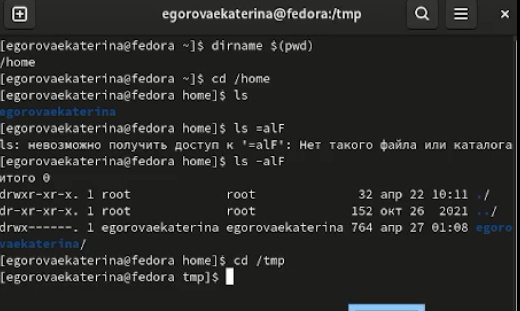 egorovaekaterina@fedora:/tmp
[egorovaekaterina@fedora ~]$ dirname $(pwd)
/home
[egorovaekaterina@fedora ~]$ cd /home
[egorovaekaterina@fedora home]$ ls
egorovaekaterina
[egorovaekaterina@fedora home]$ ls =alF
ls: невозможно получить доступ к '=alF': Нет такого файла или каталога
[egorovaekaterina@fedora home]$ ls -alF
итого 0
drwxr-xr-x. 1 root root 32 апр 22 10:11 ./
dr-xr-xr-x. 1 root root 152 окт 26 2021 ../
drwx------. 1 egorovaekaterina egorovaekaterina 764 апр 27 01:08 egoro
vaekaterina/
[egorovaekaterina@fedora home]$ cd /tmp
[egorovaekaterina@fedora tmp]$